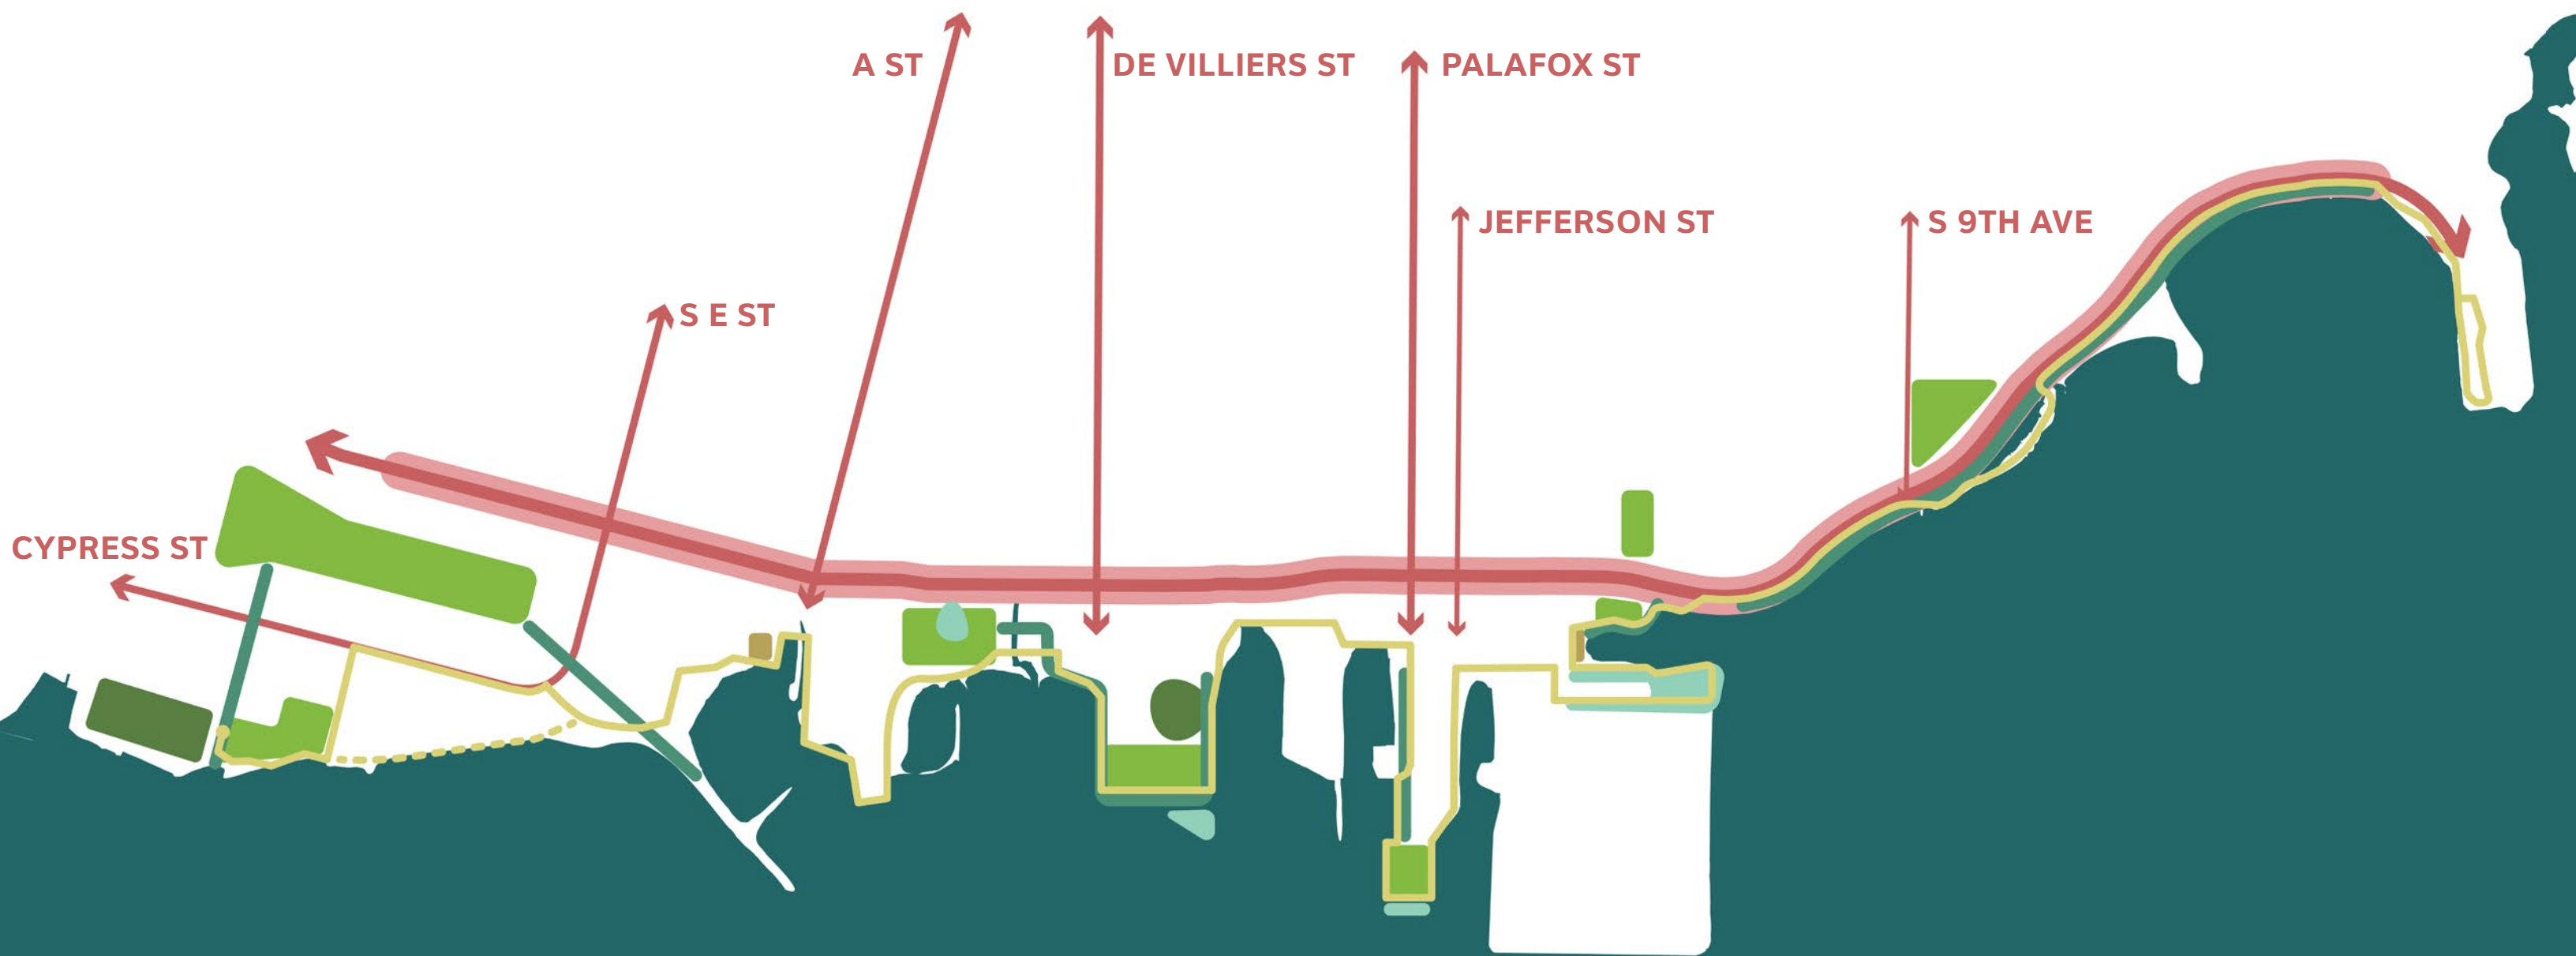 A ST
DE VILLIERS ST
PALAFOX ST
JEFFERSON ST
S 9TH AVE
S E ST
CYPRESS ST